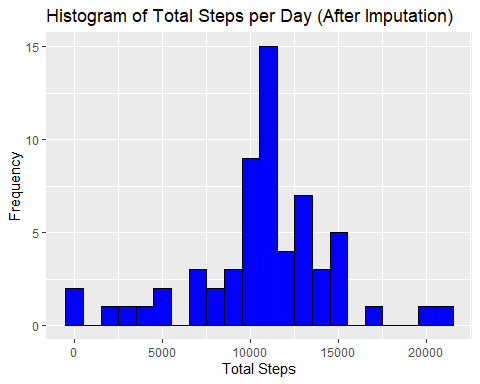 Histogram of Total Steps per Day (After Imputation)
15
10
5
0
Frequency
0 5000 10000 15000 20000
Total Steps